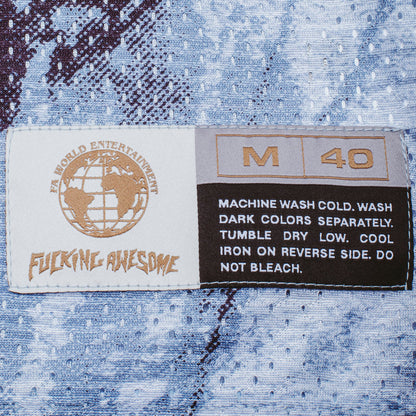 FA WORLD ENTERTAINMENT
FUCKING AWESOME
M 40
MACHINE WASH COLD. WASH
DARK COLORS SEPARATELY.
TUMBLE DRY LOW. COOL
IRON ON REVERSE SIDE. DO
NOT BLEACH.